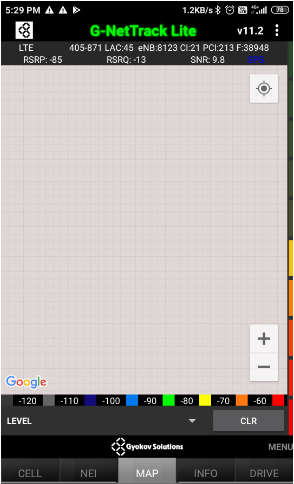 5:29 PM 1.2KB/s 4G+ 78
G-NetTrack Lite v11.2
LTE 405-871 LAC:45 eNB:8123 CI:21 PCI:213 F:38948
RSRP: -85 RSRQ: -13 SNR: 9.8 GPS
+
−
Google
-120 -110 -100 -90 -80 -70 -60
LEVEL CLR
Gyokov Solutions MENU
CELL NEI MAP INFO DRIVE